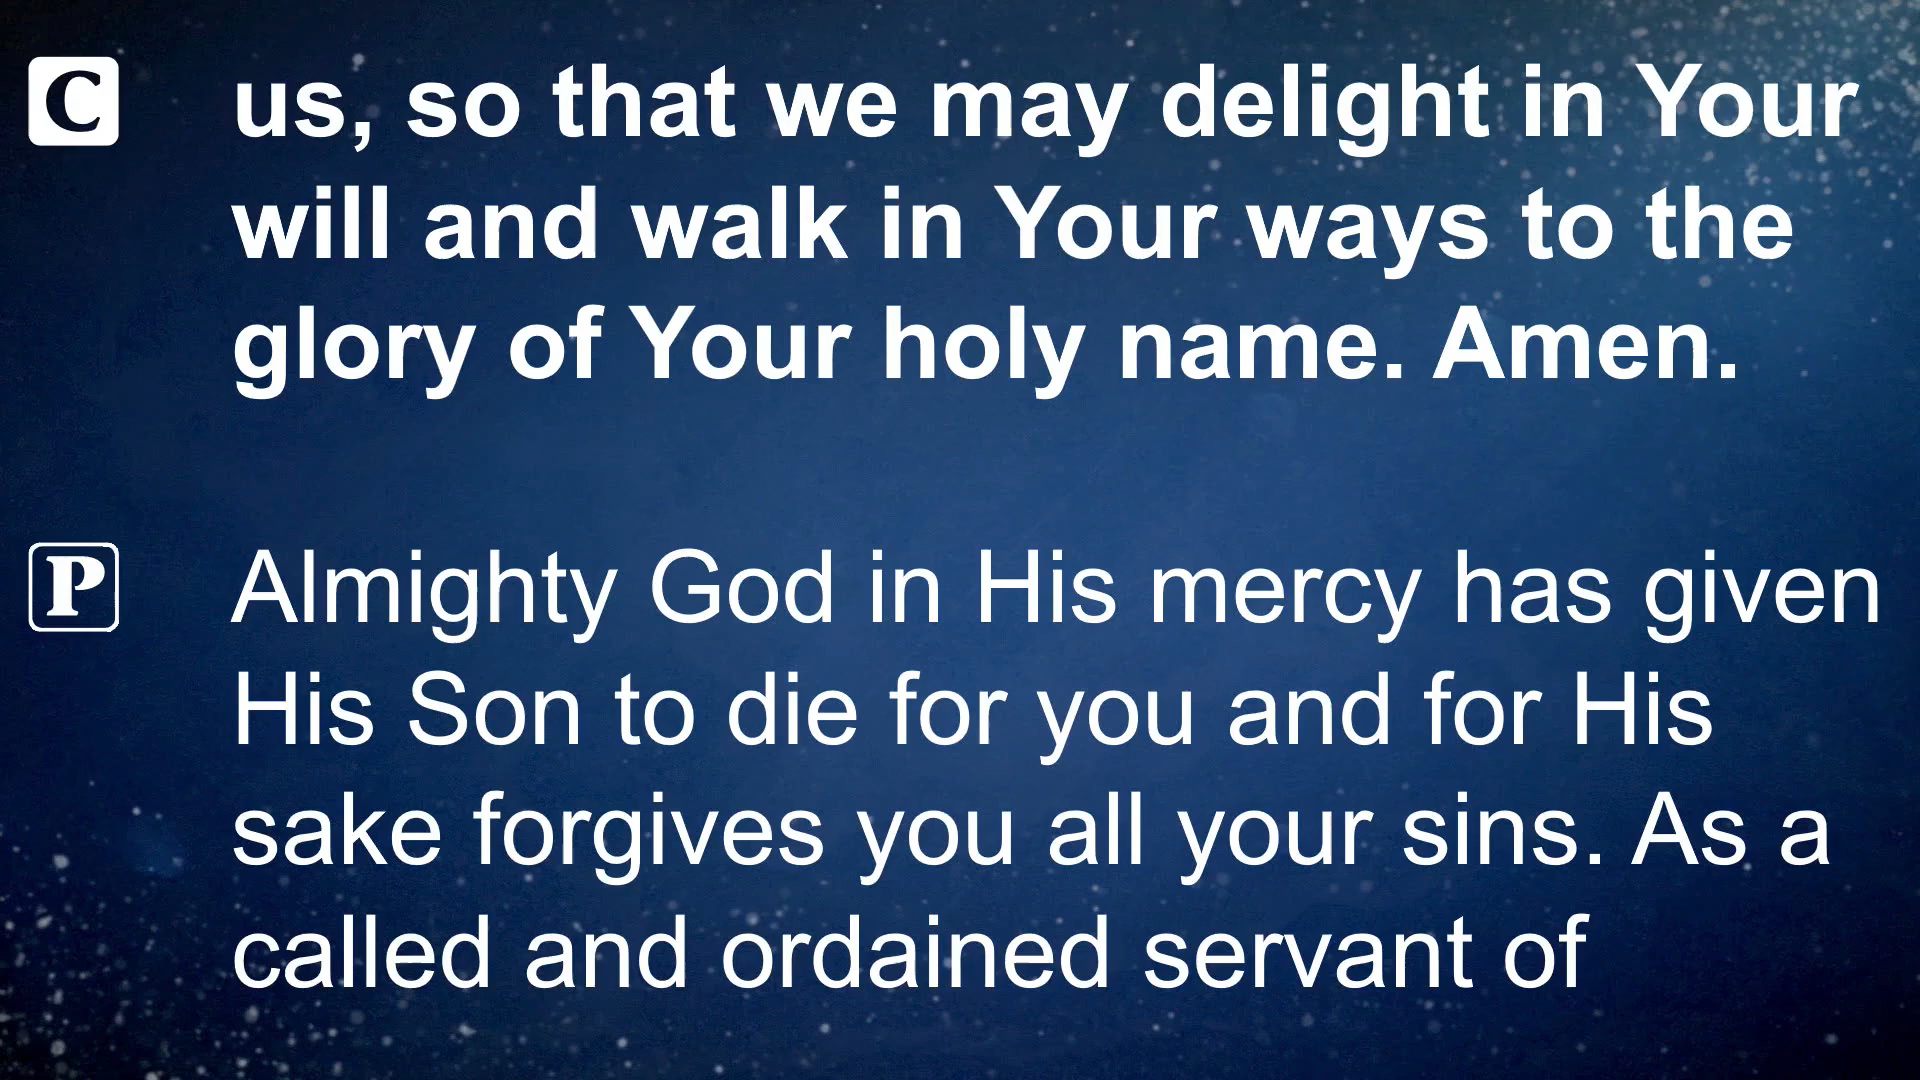 C us, so that we may delight in Your
will and walk in Your ways to the
glory of Your holy name. Amen.
P Almighty God in His mercy has given
His Son to die for you and for His
sake forgives you all your sins. As a
called and ordained servant of